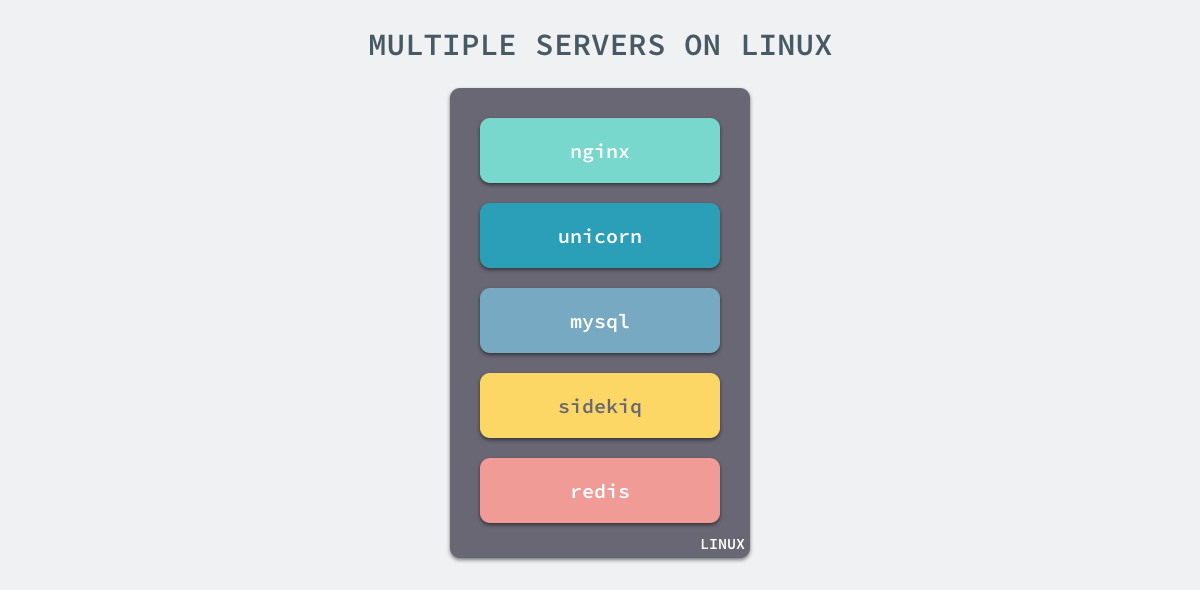 MULTIPLE SERVERS ON LINUX
nginx
unicorn
mysql
sidekiq
redis
LINUX